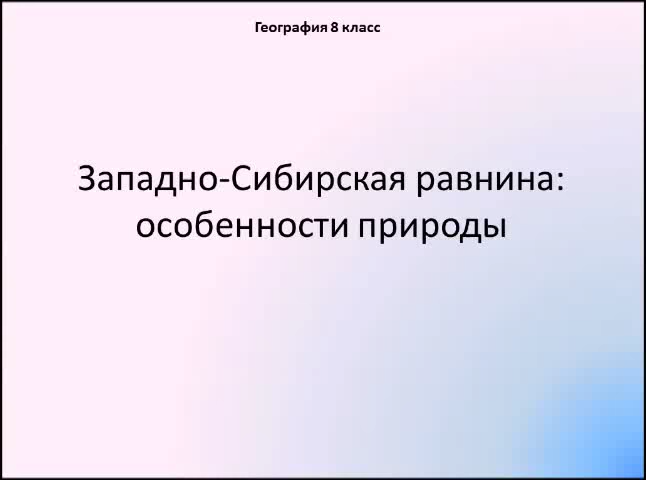 География 8 класс
Западно-Сибирская равнина:
особенности природы